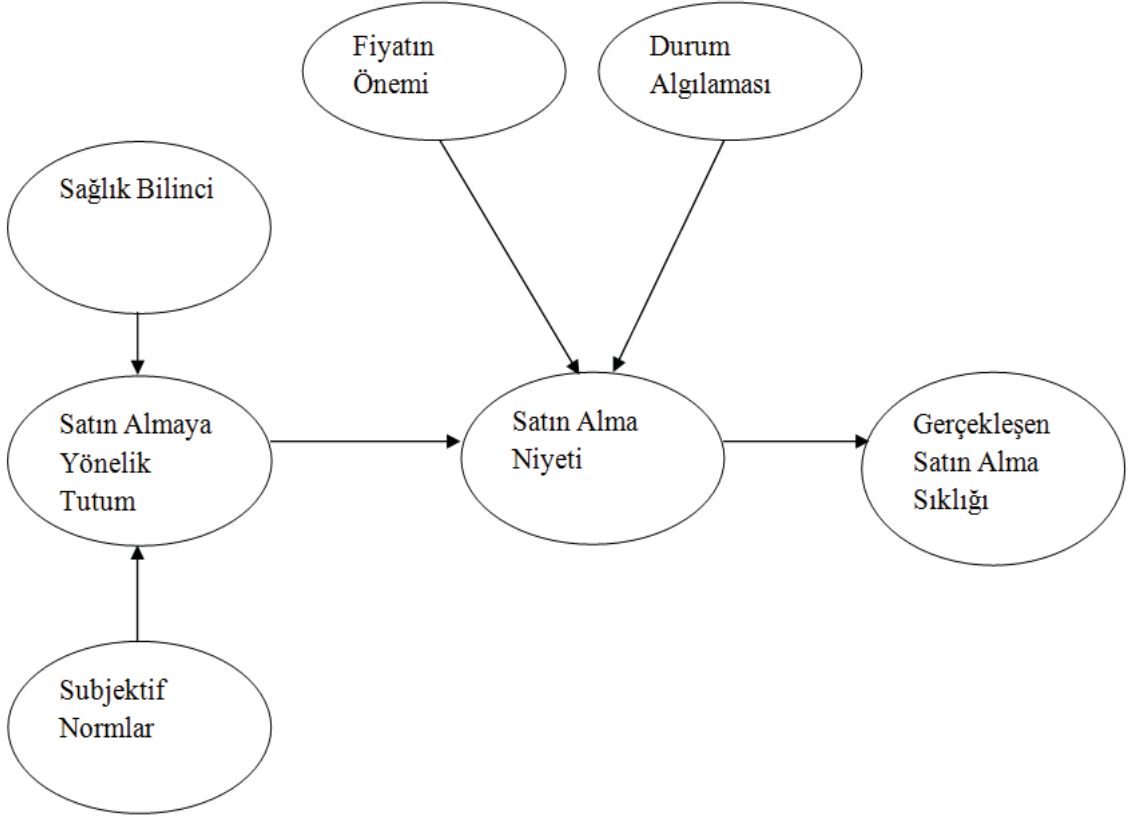 Fiyatın
Önemi
Durum
Algılaması
Sağlık Bilinci
Satın Almaya
Yönelik
Tutum
Satın Alma
Niyeti
Gerçekleşen
Satın Alma
Sıklığı
Subjektif
Normlar